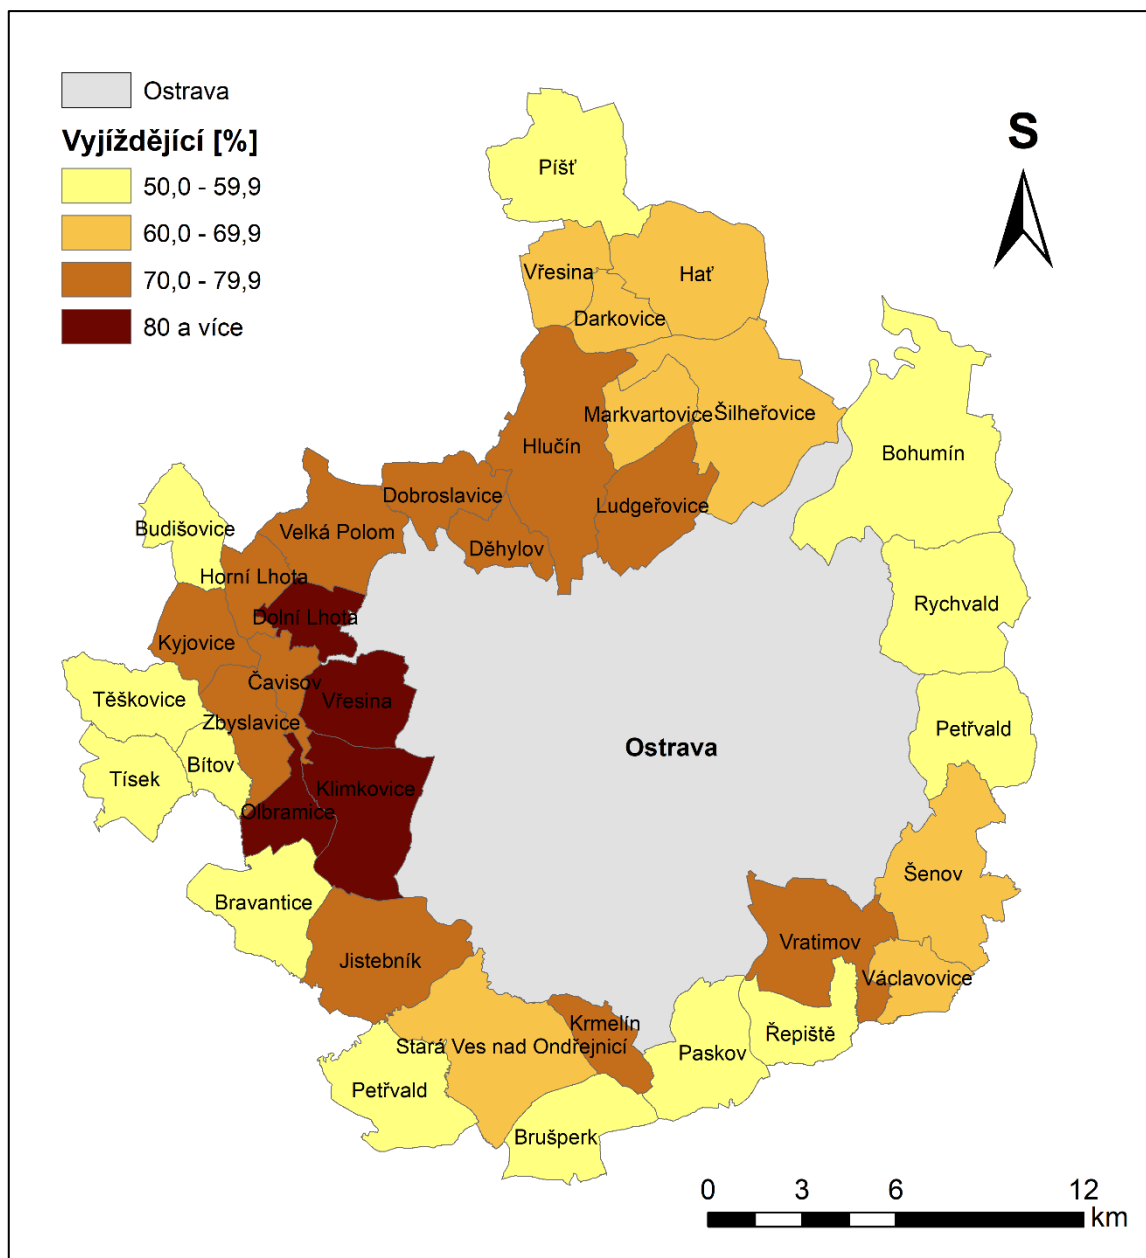 Ostrava
Vyjíždějící [%]
50,0 - 59,9
60,0 - 69,9
70,0 - 79,9
80 a více
S
Píšť
Vřesina
Hať
Darkovice
Markvartovice
Šilheřovice
Hlučín
Bohumín
Dobroslavice
Ludgeřovice
Budišovice
Velká Polom
Děhylov
Horní Lhota
Rychvald
Dolní Lhota
Kyjovice
Čavisov
Těškovice
Vřesina
Zbyslavice
Petřvald
Ostrava
Bítov
Tísek
Klimkovice
Olbramice
Šenov
Bravantice
Vratimov
Jistebník
Václavovice
Krmelín
Řepiště
Stará Ves nad Ondřejnicí
Paskov
Petřvald
Brušperk
0 3 6 12
km